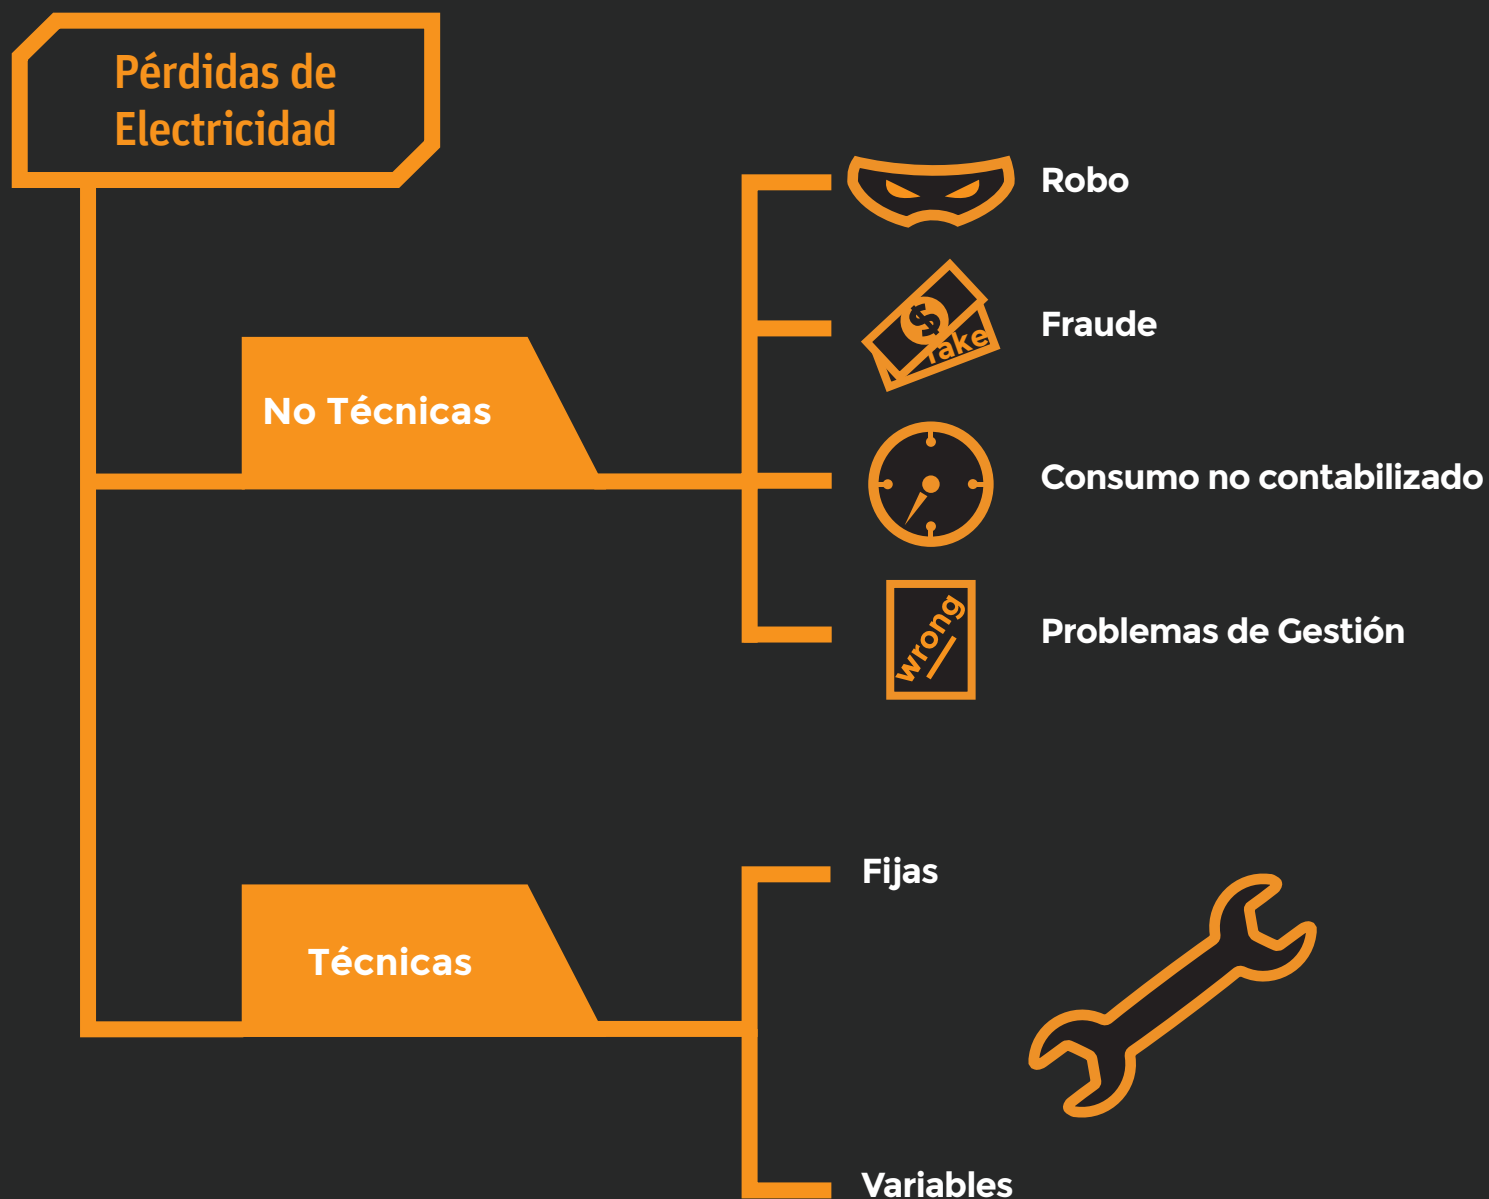 Pérdidas de
Electricidad
Robo
$
fake
Fraude
No Técnicas
Consumo no contabilizado
wrong
Problemas de Gestión
Fijas
Técnicas
Variables